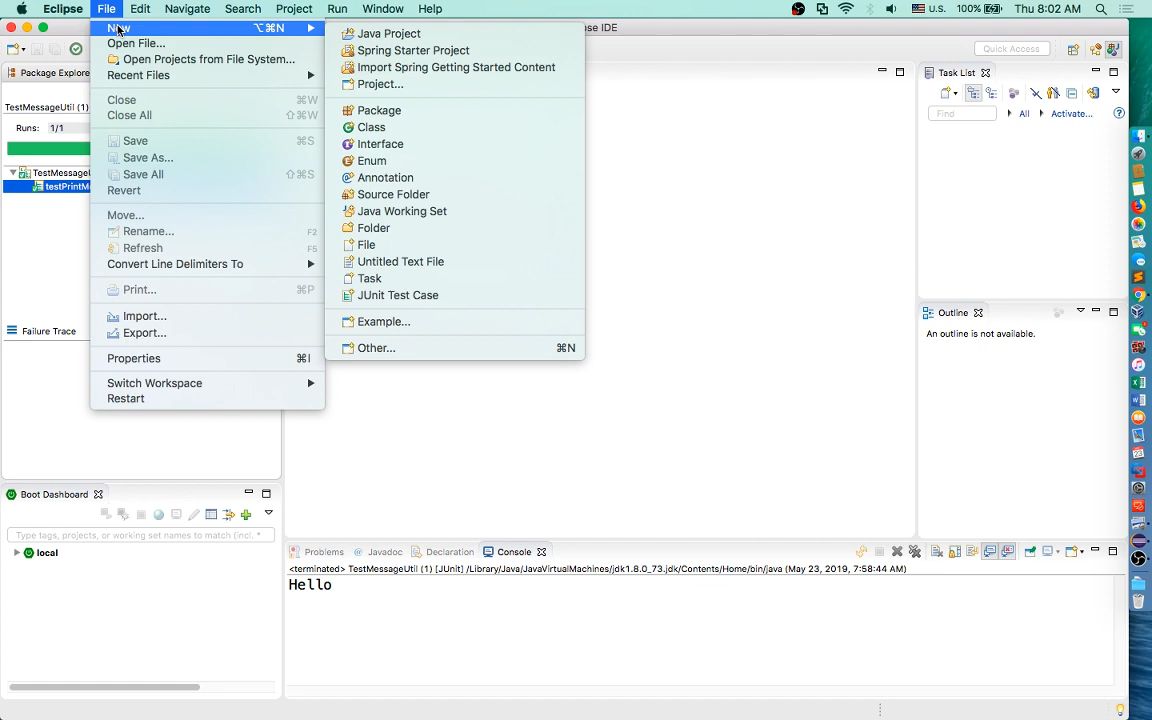 Eclipse File Edit Navigate Search Project Run Window Help U.S. 100% Thu 8:02 AM
ose IDE
Quick Access
New ⌥⌘N
Open File...
Open Projects from File System...
Recent Files
Close ⌘W
Close All ⇧⌘W
Save ⌘S
Save As...
Save All ⇧⌘S
Revert
Move...
Rename... F2
Refresh F5
Convert Line Delimiters To
Print... ⌘P
Import...
Export...
Properties ⌘I
Switch Workspace
Restart
Java Project
Spring Starter Project
Import Spring Getting Started Content
Project...
Package
Class
Interface
Enum
Annotation
Source Folder
Java Working Set
Folder
File
Untitled Text File
Task
JUnit Test Case
Example...
Other... ⌘N
Package Explore
TestMessageUtil (1)
Runs: 1/1
TestMessageU
testPrintMe
Failure Trace
Boot Dashboard
Type tags, projects, or working set names to match (incl. *
local
Task List
Find All Activate...
Outline
An outline is not available.
Problems Javadoc Declaration Console
<terminated> TestMessageUtil (1) [JUnit] /Library/Java/JavaVirtualMachines/jdk1.8.0_73.jdk/Contents/Home/bin/java (May 23, 2019, 7:58:44 AM)
Hello